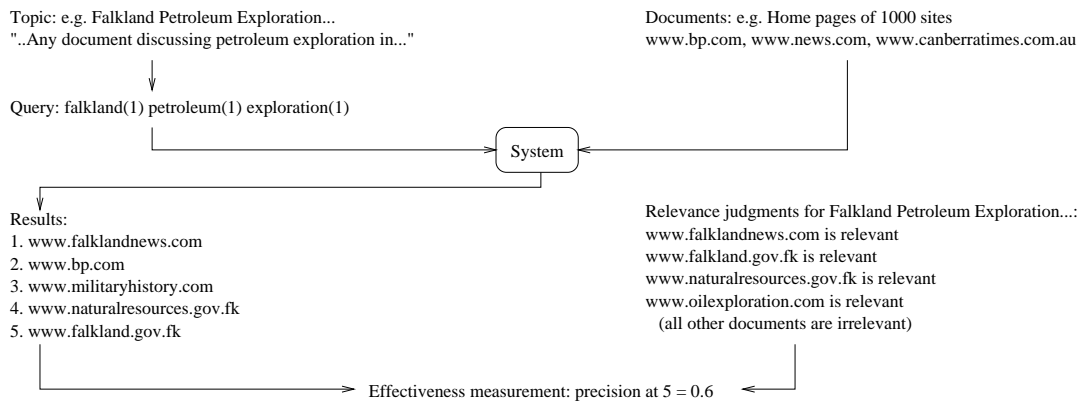 Topic: e.g. Falkland Petroleum Exploration...
"..Any document discussing petroleum exploration in..."
Documents: e.g. Home pages of 1000 sites
www.bp.com, www.news.com, www.canberratimes.com.au
Query: falkland(1) petroleum(1) exploration(1)
System
Results:
1. www.falklandnews.com
2. www.bp.com
3. www.militaryhistory.com
4. www.naturalresources.gov.fk
5. www.falkland.gov.fk
Relevance judgments for Falkland Petroleum Exploration...:
www.falklandnews.com is relevant
www.falkland.gov.fk is relevant
www.naturalresources.gov.fk is relevant
www.oilexploration.com is relevant
(all other documents are irrelevant)
Effectiveness measurement: precision at 5 = 0.6